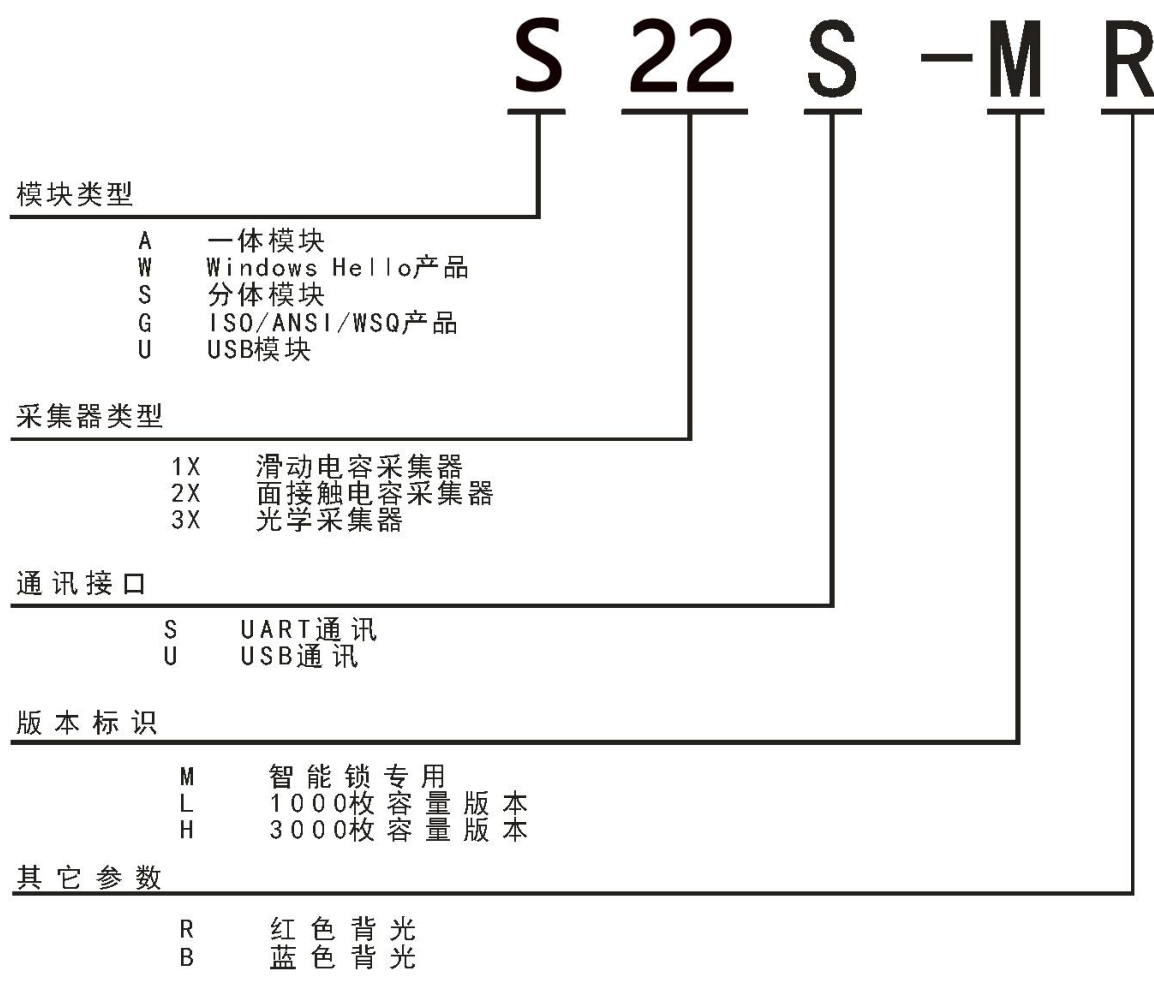 S 22 S -M R
模块类型
A 一体模块
W Windows Hello产品
S 分体模块
G ISO/ANSI/WSQ产品
U USB模块
采集器类型
1X 滑动电容采集器
2X 面接触电容采集器
3X 光学采集器
通讯接口
S UART通讯
U USB通讯
版本标识
M 智能锁专用
L 1000枚容量版本
H 3000枚容量版本
其它参数
R 红色背光
B 蓝色背光